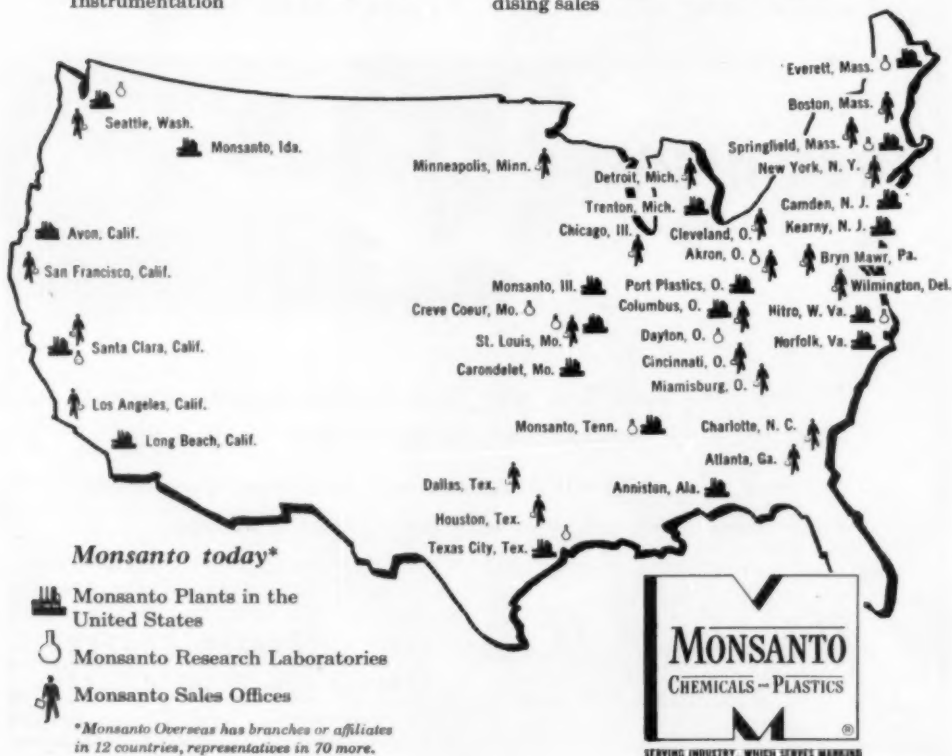 Instrumentation
dising sales
Everett, Mass.
Boston, Mass.
Seattle, Wash.
Springfield, Mass.
Monsanto, Ida.
Minneapolis, Minn.
New York, N. Y.
Detroit, Mich.
Trenton, Mich.
Camden, N. J.
Avon, Calif.
Chicago, Ill.
Cleveland, O.
Kearny, N. J.
Akron, O.
Bryn Mawr, Pa.
San Francisco, Calif.
Monsanto, Ill.
Port Plastics, O.
Wilmington, Del.
Creve Coeur, Mo.
Columbus, O.
Nitro, W. Va.
Santa Clara, Calif.
St. Louis, Mo.
Dayton, O.
Norfolk, Va.
Carondelet, Mo.
Cincinnati, O.
Miamisburg, O.
Los Angeles, Calif.
Monsanto, Tenn.
Charlotte, N. C.
Long Beach, Calif.
Atlanta, Ga.
Dallas, Tex.
Anniston, Ala.
Houston, Tex.
Texas City, Tex.
Monsanto today*
Monsanto Plants in the
United States
Monsanto Research Laboratories
Monsanto Sales Offices
*Monsanto Overseas has branches or affiliates
in 12 countries, representatives in 70 more.
MONSANTO
CHEMICALS ~ PLASTICS
®
SERVING INDUSTRY...WHICH SERVES MANKIND